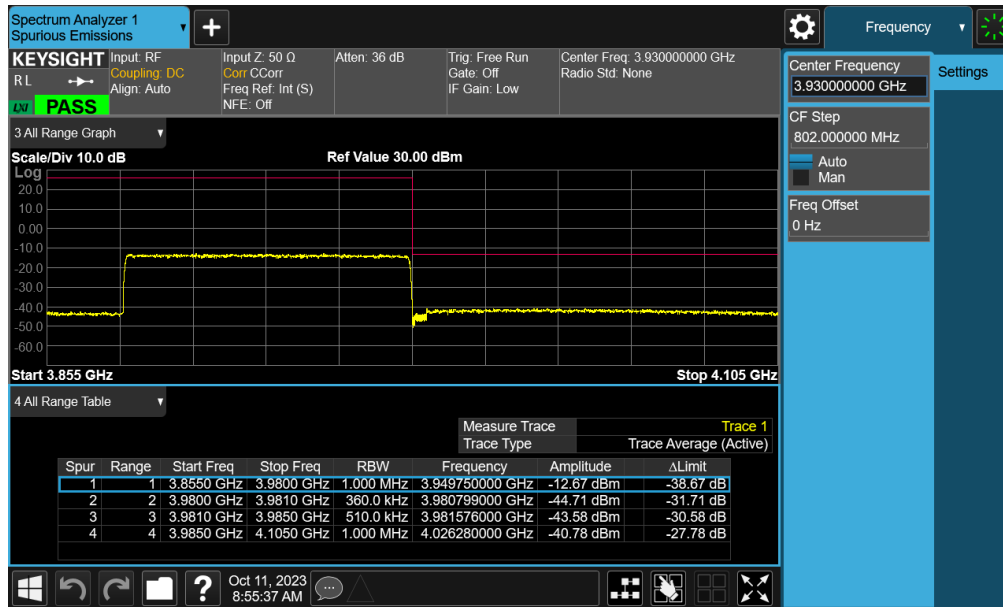 Spectrum Analyzer 1
Spurious Emissions
+
Frequency
KEYSIGHT
R L
LXI
PASS
Input: RF
Coupling: DC
Align: Auto
Input Z: 50 Ω
Corr CCorr
Freq Ref: Int (S)
NFE: Off
Atten: 36 dB
Trig: Free Run
Gate: Off
IF Gain: Low
Center Freq: 3.930000000 GHz
Radio Std: None
Center Frequency
3.930000000 GHz
Settings
CF Step
802.000000 MHz
Auto
Man
Freq Offset
0 Hz
3 All Range Graph
Scale/Div 10.0 dB
Ref Value 30.00 dBm
Log
20.0
10.0
0.00
-10.0
-20.0
-30.0
-40.0
-50.0
-60.0
Start 3.855 GHz
Stop 4.105 GHz
4 All Range Table
Measure Trace Trace 1
Trace Type Trace Average (Active)
Spur Range Start Freq Stop Freq RBW Frequency Amplitude ΔLimit
1 1 3.8550 GHz 3.9800 GHz 1.000 MHz 3.949750000 GHz -12.67 dBm -38.67 dB
2 2 3.9800 GHz 3.9810 GHz 360.0 kHz 3.980799000 GHz -44.71 dBm -31.71 dB
3 3 3.9810 GHz 3.9850 GHz 510.0 kHz 3.981576000 GHz -43.58 dBm -30.58 dB
4 4 3.9850 GHz 4.1050 GHz 1.000 MHz 4.026280000 GHz -40.78 dBm -27.78 dB
?
Oct 11, 2023
8:55:37 AM